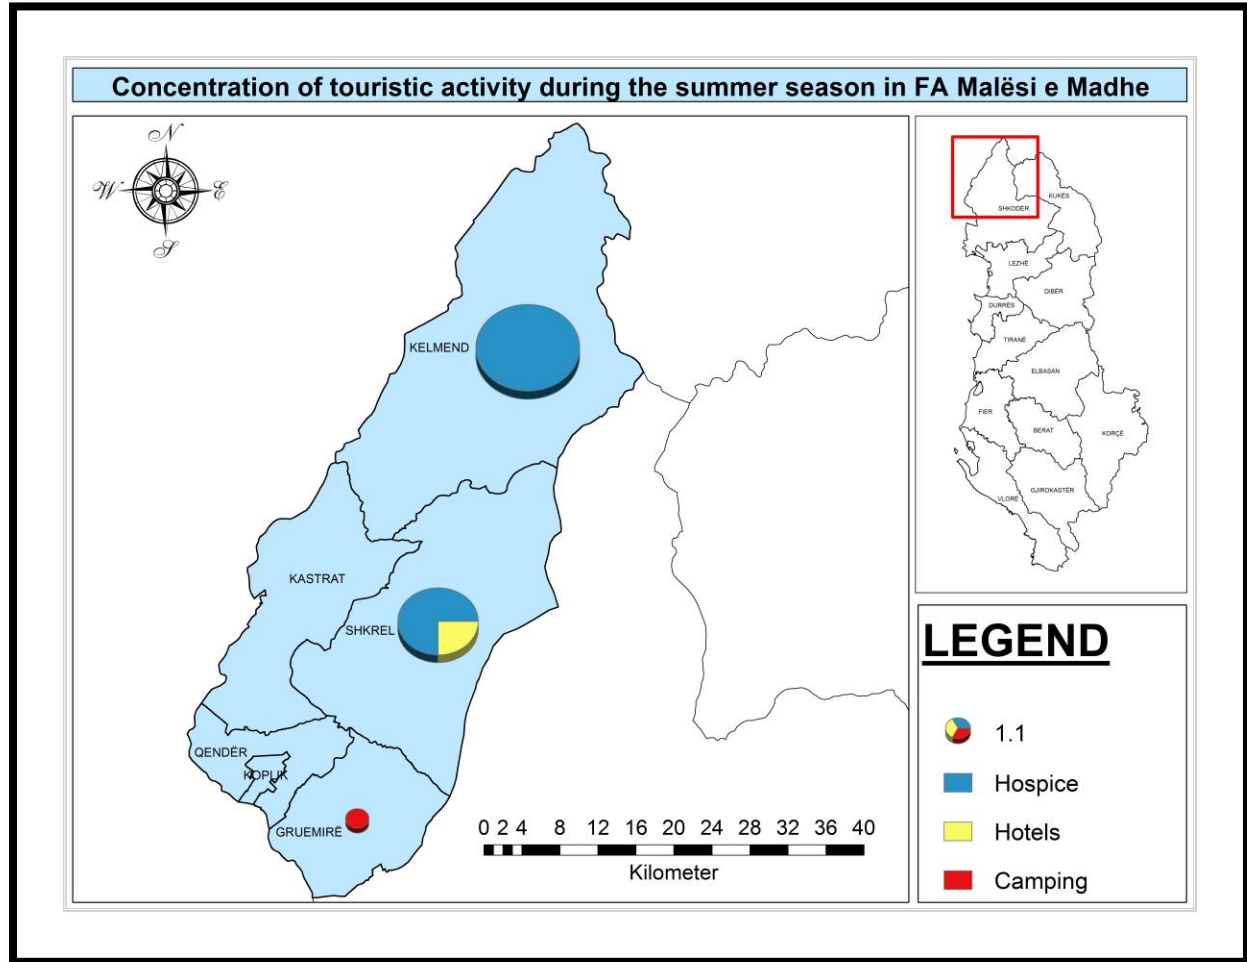 Concentration of touristic activity during the summer season in FA Malësi e Madhe
N
W
E
S
KELMEND
KASTRAT
SHKREL
QENDËR
KOPLIK
GRUEMIRË
0 2 4 8 12 16 20 24 28 32 36 40
Kilometer
KUKËS
SHKODËR
LEZHË
DIBËR
DURRËS
TIRANË
ELBASAN
FIER
BERAT
KORÇË
GJIROKASTËR
VLORË
LEGEND
1.1
Hospice
Hotels
Camping